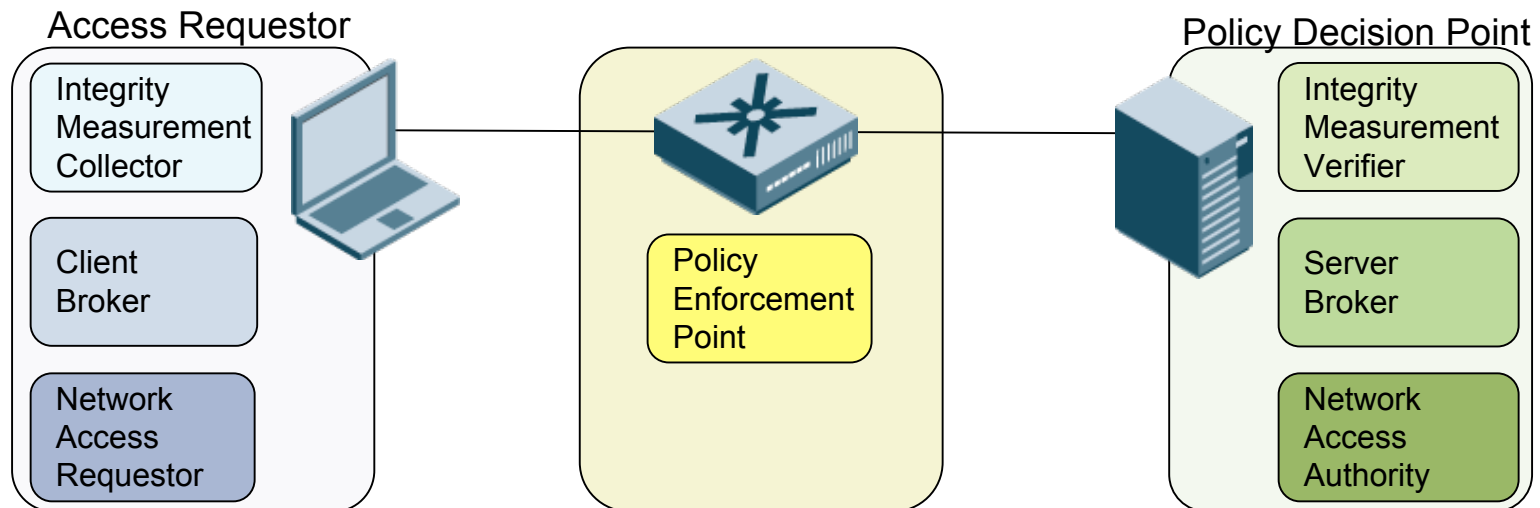 Access Requestor
Policy Decision Point
Integrity
Measurement
Collector
Client
Broker
Network
Access
Requestor
Policy
Enforcement
Point
Integrity
Measurement
Verifier
Server
Broker
Network
Access
Authority